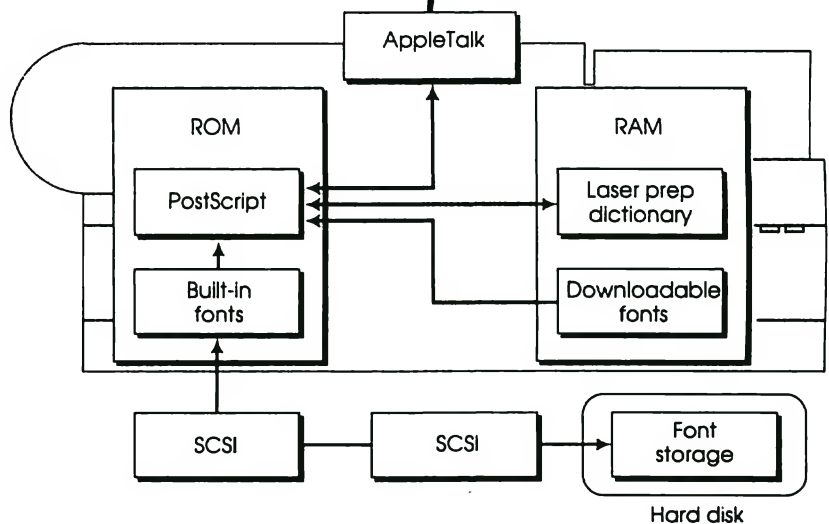 AppleTalk
ROM
RAM
PostScript
Laser prep
dictionary
Built-in
fonts
Downloadable
fonts
SCSI
SCSI
Font
storage
Hard disk